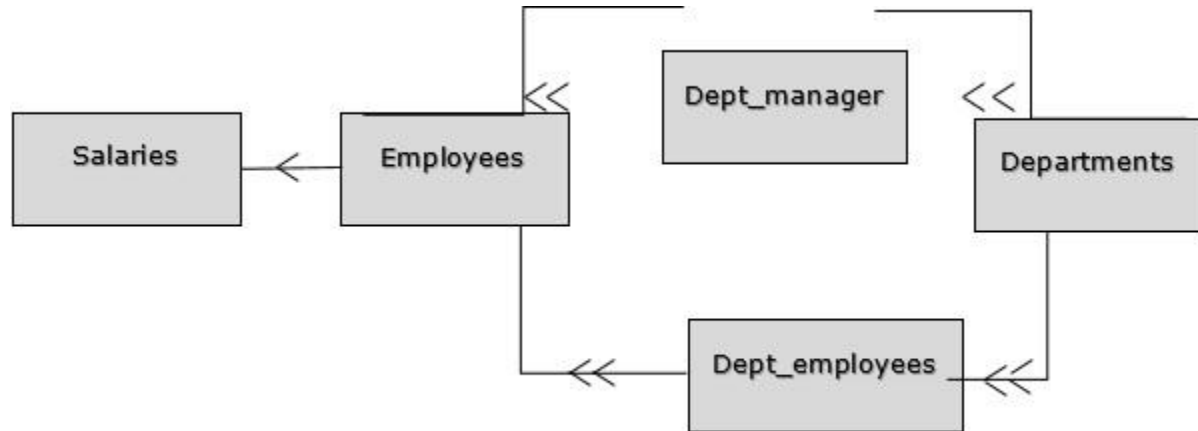 Dept_manager
Salaries
Employees
Departments
Dept_employees